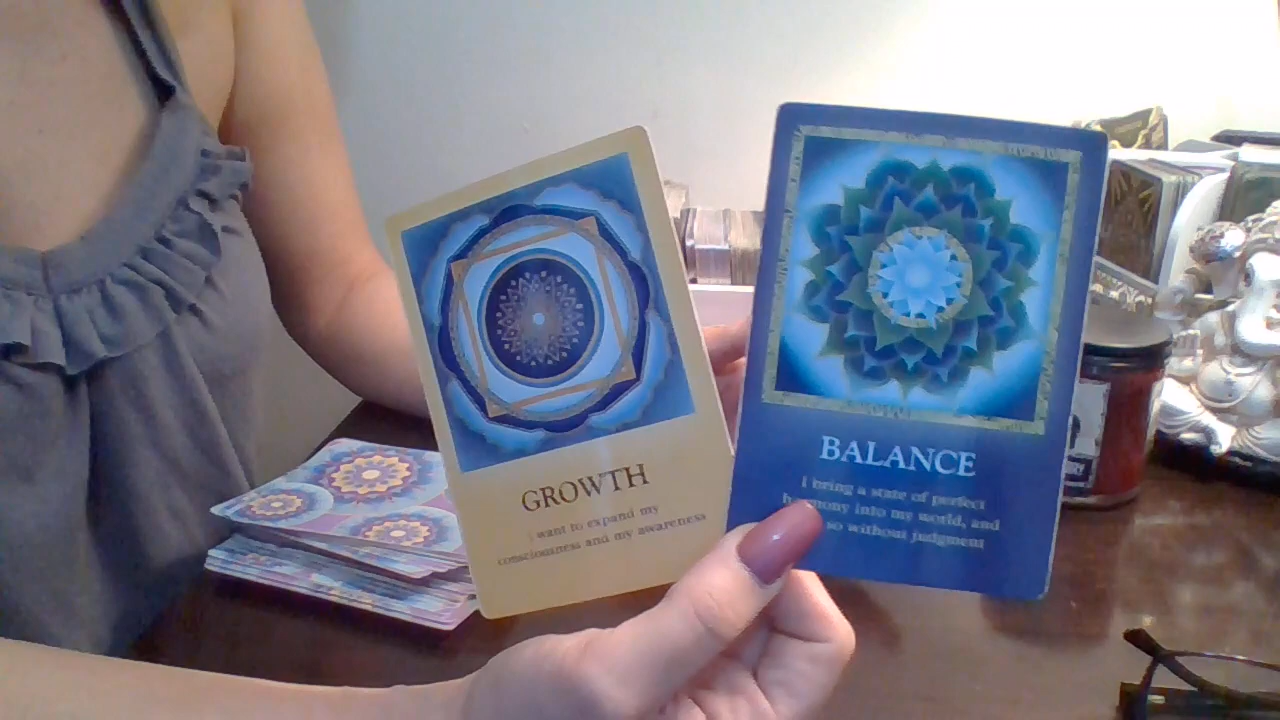 GROWTH
I want to expand my
consciousness and my awareness
BALANCE
I bring a state of perfect
harmony into my world, and
so without judgment